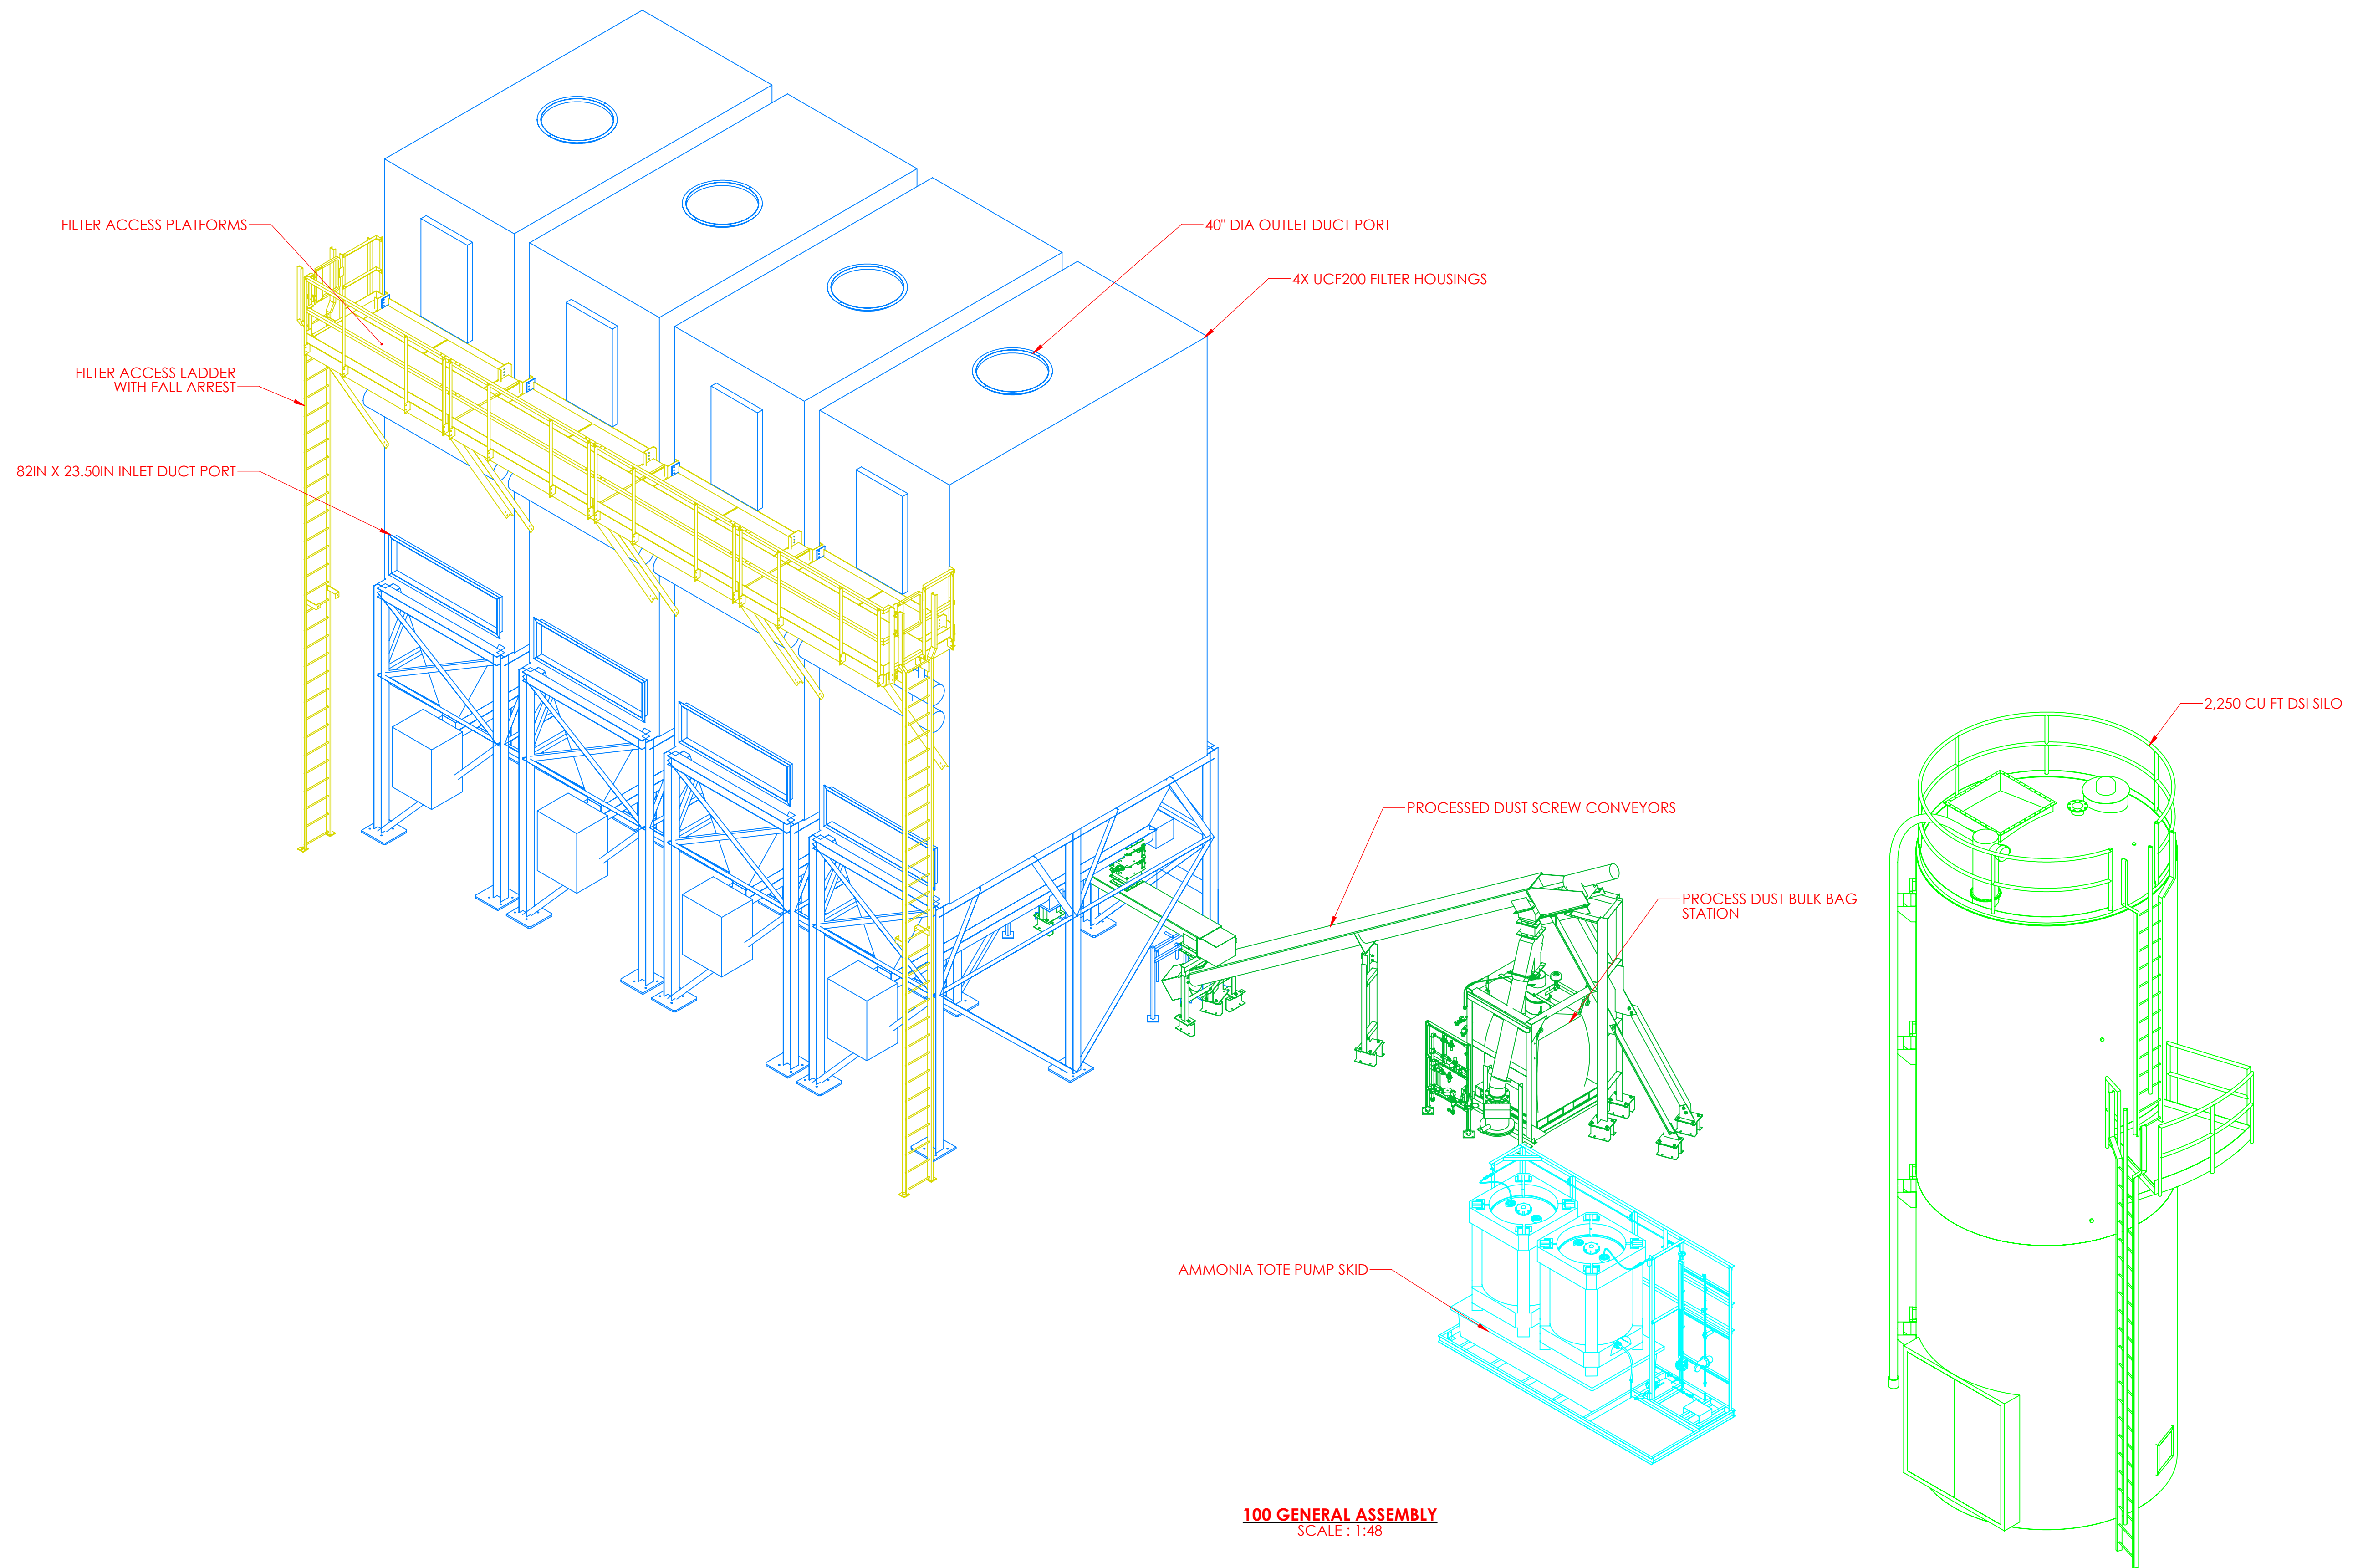 FILTER ACCESS PLATFORMS
40" DIA OUTLET DUCT PORT
4X UCF200 FILTER HOUSINGS
FILTER ACCESS LADDER
WITH FALL ARREST
82IN X 23.50IN INLET DUCT PORT
2,250 CU FT DSI SILO
PROCESSED DUST SCREW CONVEYORS
PROCESS DUST BULK BAG
STATION
AMMONIA TOTE PUMP SKID
100 GENERAL ASSEMBLY
SCALE : 1:48